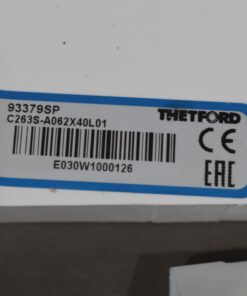 THETFORD
93379SP
C263S-A062X40L01
CE
E030W1000126
EAC